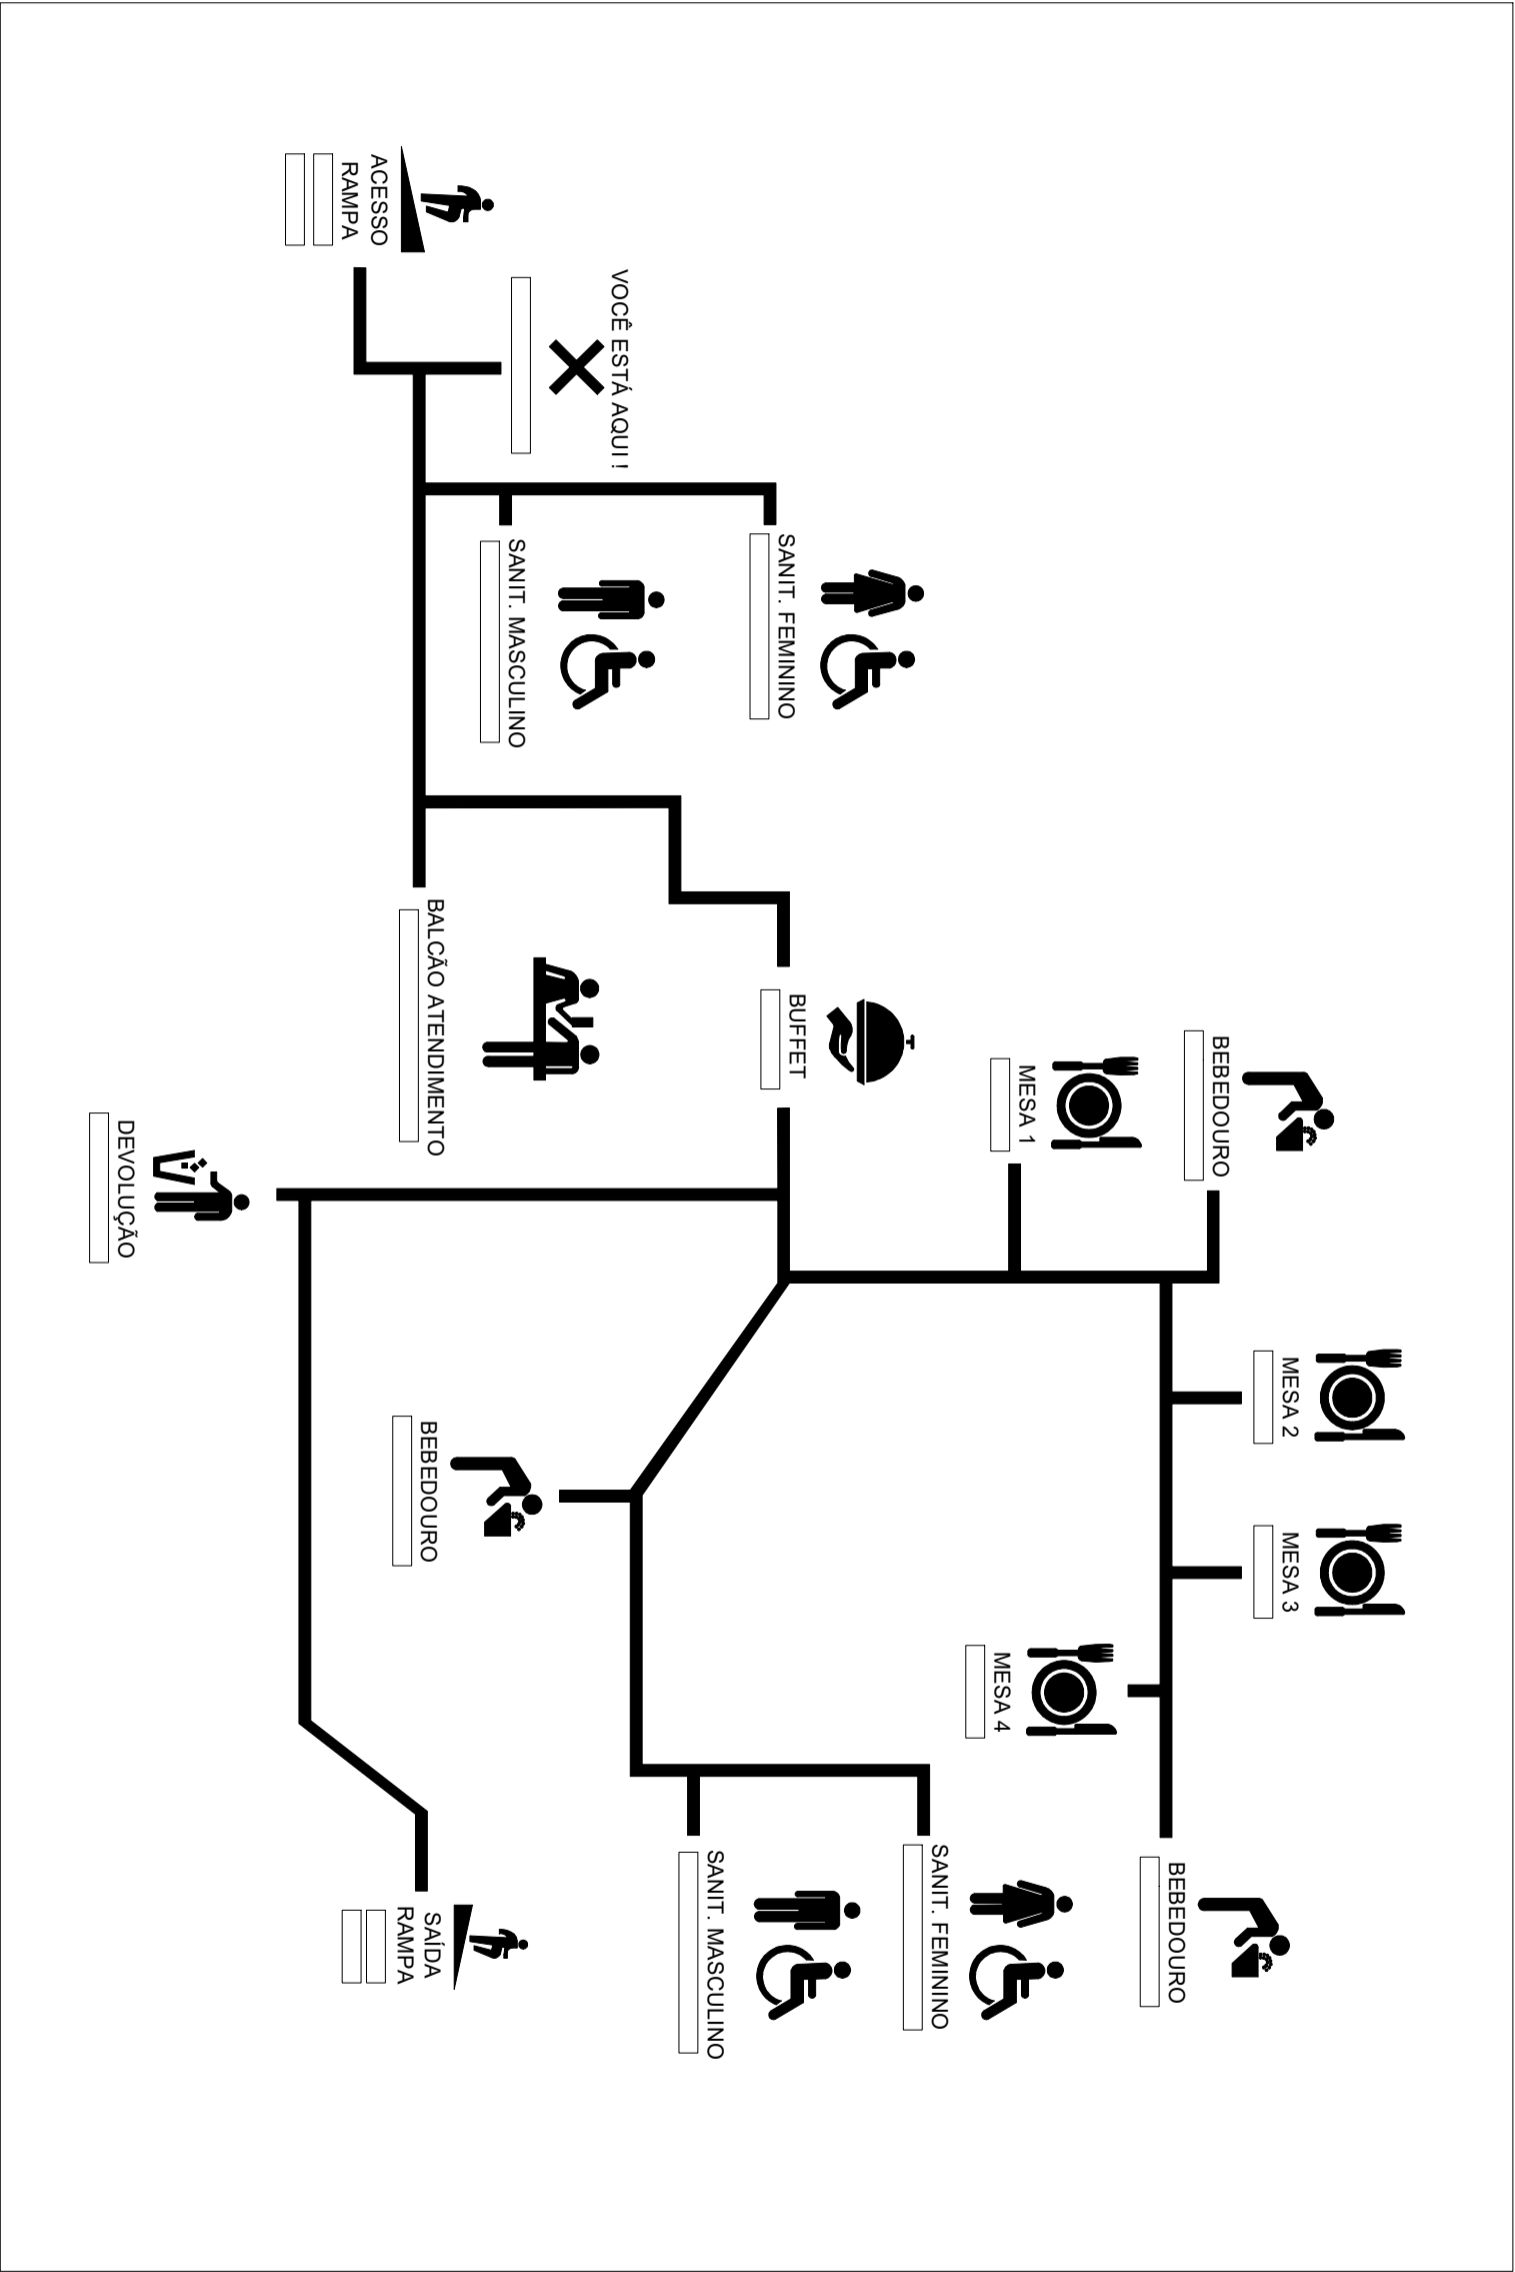 ACESSO
RAMPA
VOCÊ ESTÁ AQUI !
SANIT. FEMININO
SANIT. MASCULINO
BALCÃO ATENDIMENTO
BUFFET
BEBEDOURO
MESA 1
DEVOLUÇÃO
MESA 2
MESA 3
MESA 4
BEBEDOURO
BEBEDOURO
SANIT. FEMININO
SANIT. MASCULINO
SAÍDA
RAMPA